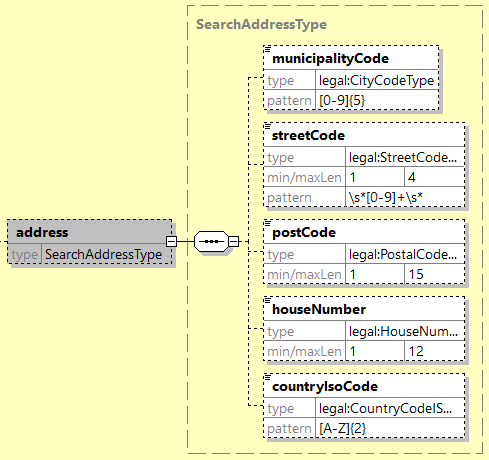 SearchAddressType
municipalityCode
type legal:CityCodeType
pattern [0-9]{5}
streetCode
type legal:StreetCode...
min/maxLen 1 4
pattern \s*[0-9]+\s*
address
type SearchAddressType
postCode
type legal:PostalCode...
min/maxLen 1 15
houseNumber
type legal:HouseNum...
min/maxLen 1 12
countryIsoCode
type legal:CountryCodeIS...
pattern [A-Z]{2}